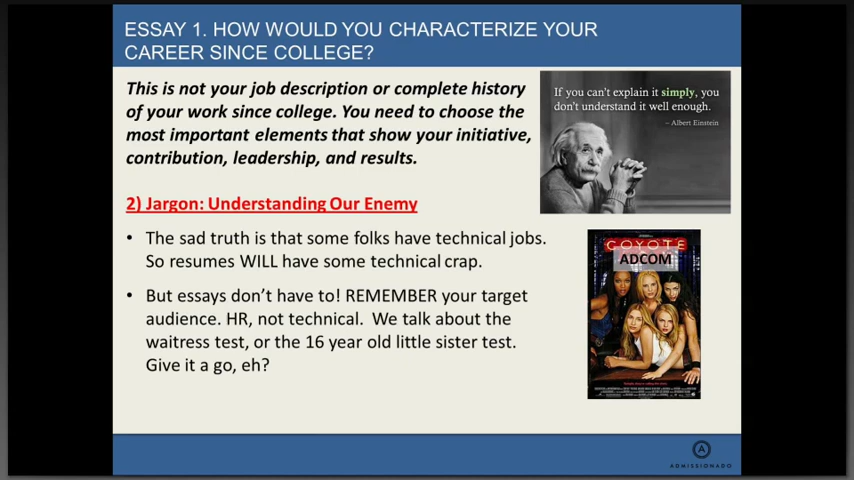 ESSAY 1. HOW WOULD YOU CHARACTERIZE YOUR
CAREER SINCE COLLEGE?
This is not your job description or complete history
of your work since college. You need to choose the
most important elements that show your initiative,
contribution, leadership, and results.
If you can't explain it simply, you
don't understand it well enough.
– Albert Einstein
2) Jargon: Understanding Our Enemy
• The sad truth is that some folks have technical jobs.
So resumes WILL have some technical crap.
• But essays don't have to! REMEMBER your target
audience. HR, not technical. We talk about the
waitress test, or the 16 year old little sister test.
Give it a go, eh?
COYOTE
ADCOM
A
ADMISSIONADO